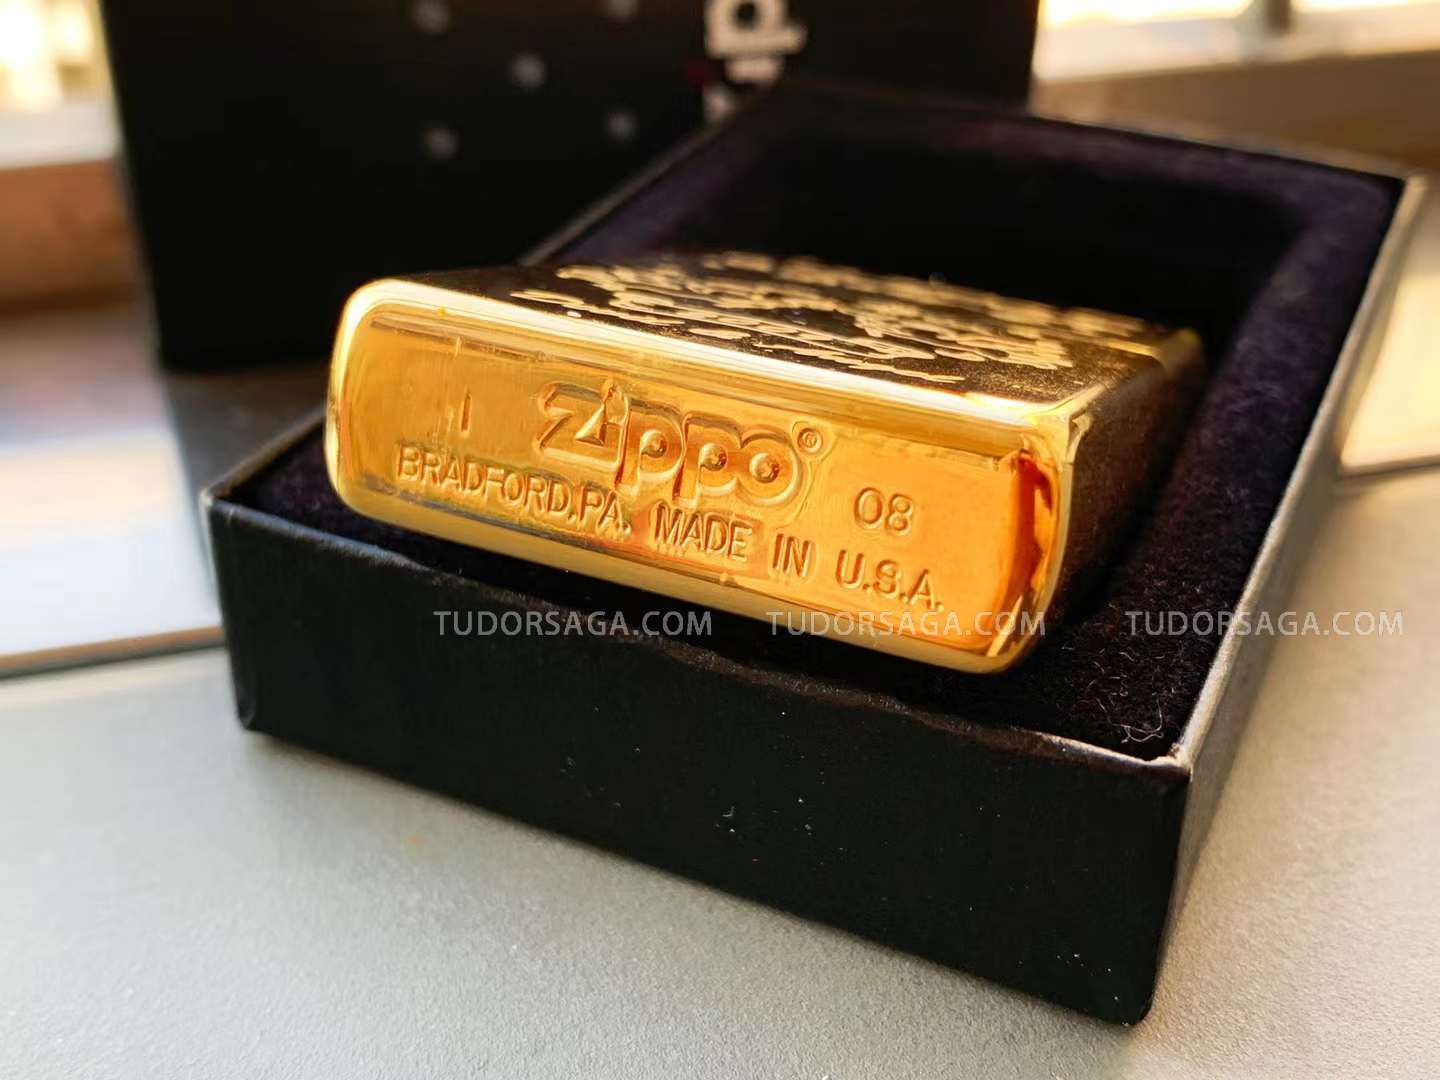 I zippo® 08
BRADFORD,PA. MADE IN U.S.A.
TUDORSAGA.COM TUDORSAGA.COM TUDORSAGA.COM